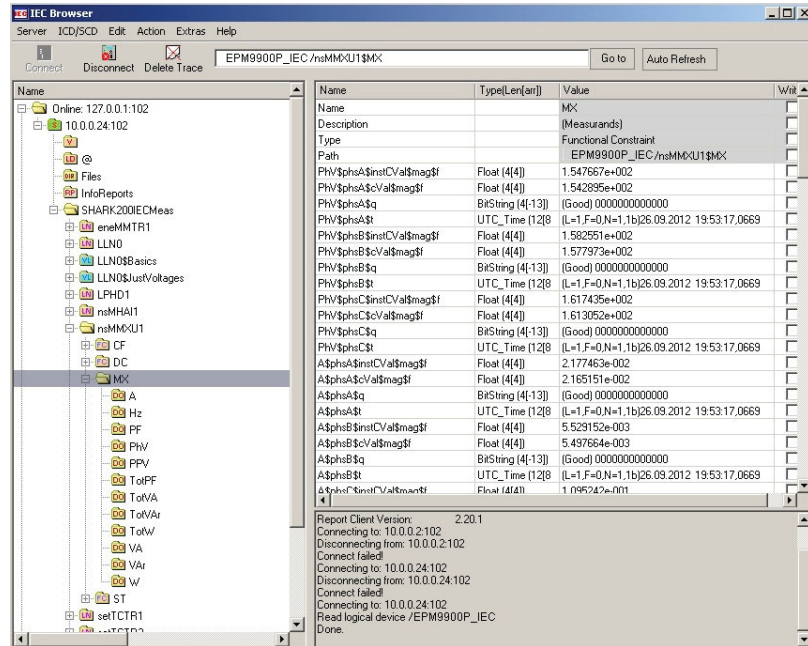 IEC Browser
Server ICD/SCD Edit Action Extras Help
Connect Disconnect Delete Trace EPM9900P_IEC/nsMMXU1$MX Go to Auto Refresh
Name
Online: 127.0.0.1:102
10.0.0.24:102
@
Files
InfoReports
SHARK200IECMeas
eneMMTR1
LLN0
LLN0$Basics
LLN0$JustVoltages
LPHD1
nsMHAI1
nsMMXU1
CF
DC
MX
A
Hz
PF
PhV
PPV
TotPF
TotVA
TotVAr
TotW
VA
VAr
W
ST
setTCTR1
Name Type(Len[arr]) Value Writ
Name MX
Description (Measurands)
Type Functional Constraint
Path EPM9900P_IEC/nsMMXU1$MX
PhV$phsA$instCVal$mag$f Float (4[4]) 1.547667e+002
PhV$phsA$cVal$mag$f Float (4[4]) 1.542895e+002
PhV$phsA$q BitString (4[-13]) (Good) 0000000000000
PhV$phsA$t UTC_Time (12[8 (L=1,F=0,N=1,1b)26.09.2012 19:53:17,0669
PhV$phsB$instCVal$mag$f Float (4[4]) 1.582551e+002
PhV$phsB$cVal$mag$f Float (4[4]) 1.577973e+002
PhV$phsB$q BitString (4[-13]) (Good) 0000000000000
PhV$phsB$t UTC_Time (12[8 (L=1,F=0,N=1,1b)26.09.2012 19:53:17,0669
PhV$phsC$instCVal$mag$f Float (4[4]) 1.617435e+002
PhV$phsC$cVal$mag$f Float (4[4]) 1.613052e+002
PhV$phsC$q BitString (4[-13]) (Good) 0000000000000
PhV$phsC$t UTC_Time (12[8 (L=1,F=0,N=1,1b)26.09.2012 19:53:17,0669
A$phsA$instCVal$mag$f Float (4[4]) 2.177463e-002
A$phsA$cVal$mag$f Float (4[4]) 2.165151e-002
A$phsA$q BitString (4[-13]) (Good) 0000000000000
A$phsA$t UTC_Time (12[8 (L=1,F=0,N=1,1b)26.09.2012 19:53:17,0669
A$phsB$instCVal$mag$f Float (4[4]) 5.529152e-003
A$phsB$cVal$mag$f Float (4[4]) 5.497664e-003
A$phsB$q BitString (4[-13]) (Good) 0000000000000
A$phsB$t UTC_Time (12[8 (L=1,F=0,N=1,1b)26.09.2012 19:53:17,0669
A$phsC$instCVal$mag$f Float (4[4]) 1.095242e-001
Report Client Version: 2.20.1
Connecting to: 10.0.0.2:102
Disconnecting from: 10.0.0.2:102
Connect failed!
Connecting to: 10.0.0.24:102
Disconnecting from: 10.0.0.24:102
Connect failed!
Connecting to: 10.0.0.24:102
Read logical device /EPM9900P_IEC
Done.